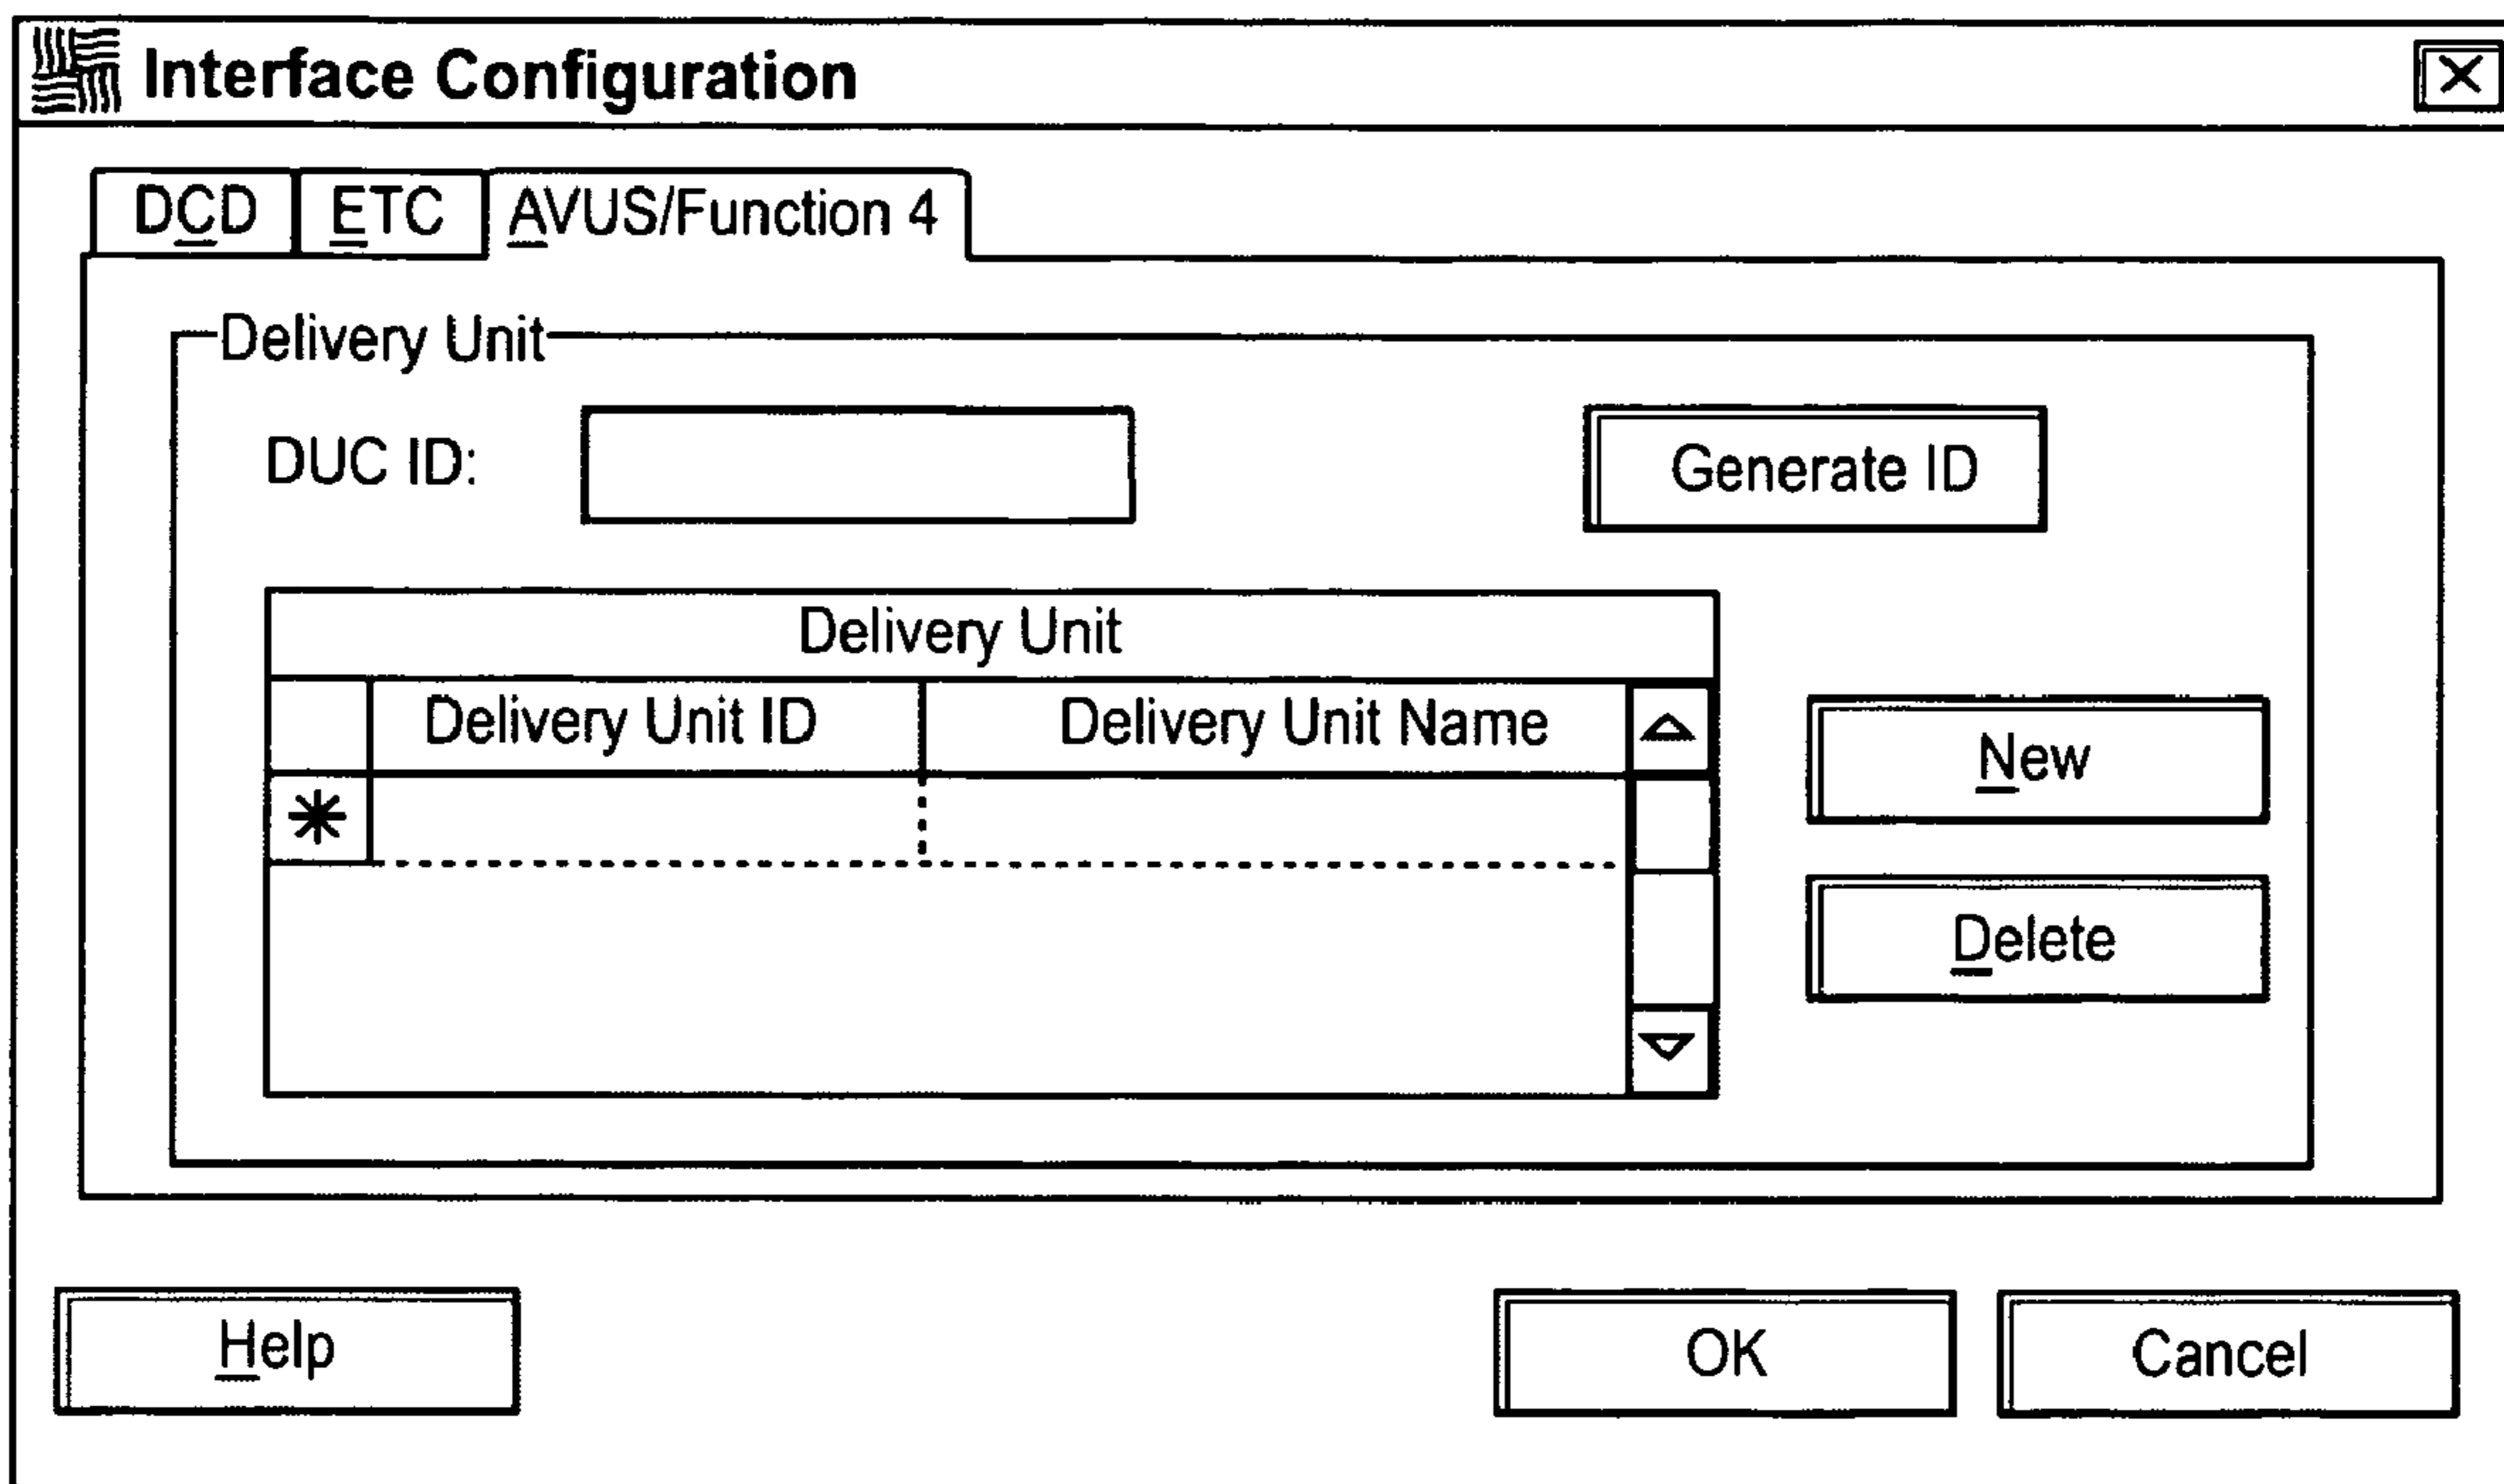 Interface Configuration
DCD ETC AVUS/Function 4
Delivery Unit
DUC ID: Generate ID
Delivery Unit
Delivery Unit ID Delivery Unit Name
New
*
Delete
Help OK Cancel